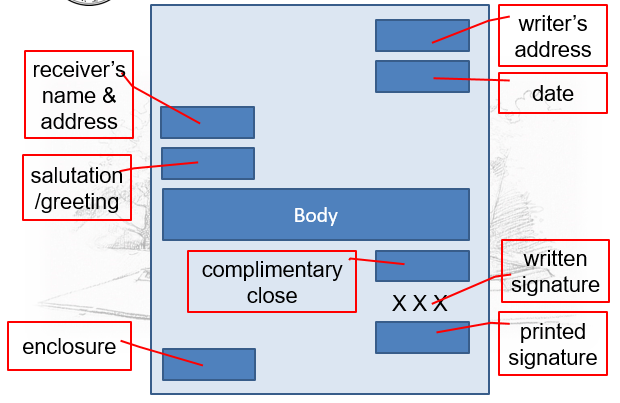 writer’s
address
receiver’s
name &
address
date
salutation
/greeting
Body
complimentary
close
written
signature
X X X
printed
signature
enclosure